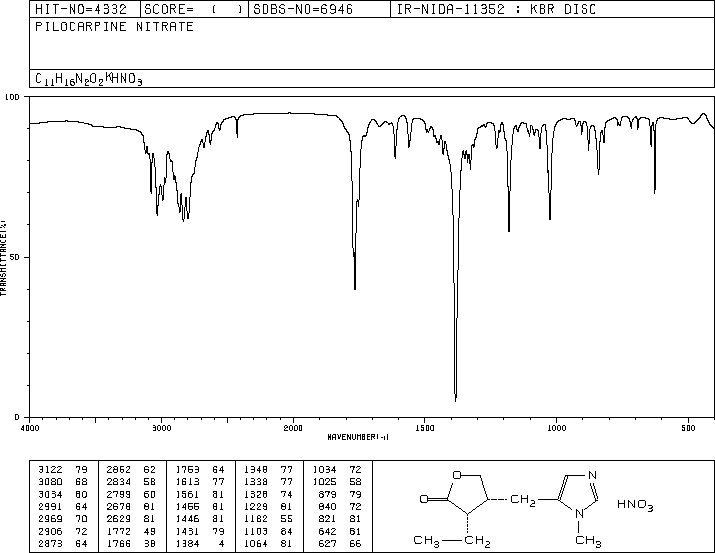 HIT-NO=4332 SCORE= ( ) SDBS-NO=6946 IR-NIDA-11352 : KBR DISC
PILOCARPINE NITRATE
C11H16N2O2KHNO3
100
50
0
TRANSMITTANCE(%)
4000 3000 2000 1500 1000 500
WAVENUMBER(-1)
3122 79 2862 62 1759 64 1348 77 1034 72
3080 68 2834 58 1613 77 1338 77 1025 58
3034 60 2799 60 1561 81 1328 74 879 79
2991 64 2678 81 1455 81 1229 81 840 72
2969 70 2629 81 1446 81 1182 55 821 81
2906 72 1772 49 1431 79 1103 84 642 81
2873 64 1766 38 1384 4 1064 81 627 66
O N
O CH2 HNO3
N
CH3 CH2 CH3